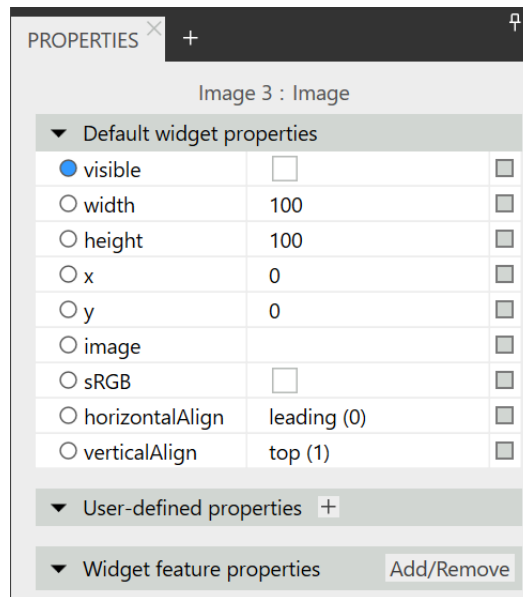 PROPERTIES
Image 3 : Image
Default widget properties
visible
width 100
height 100
x 0
y 0
image
sRGB
horizontalAlign leading (0)
verticalAlign top (1)
User-defined properties +
Widget feature properties Add/Remove